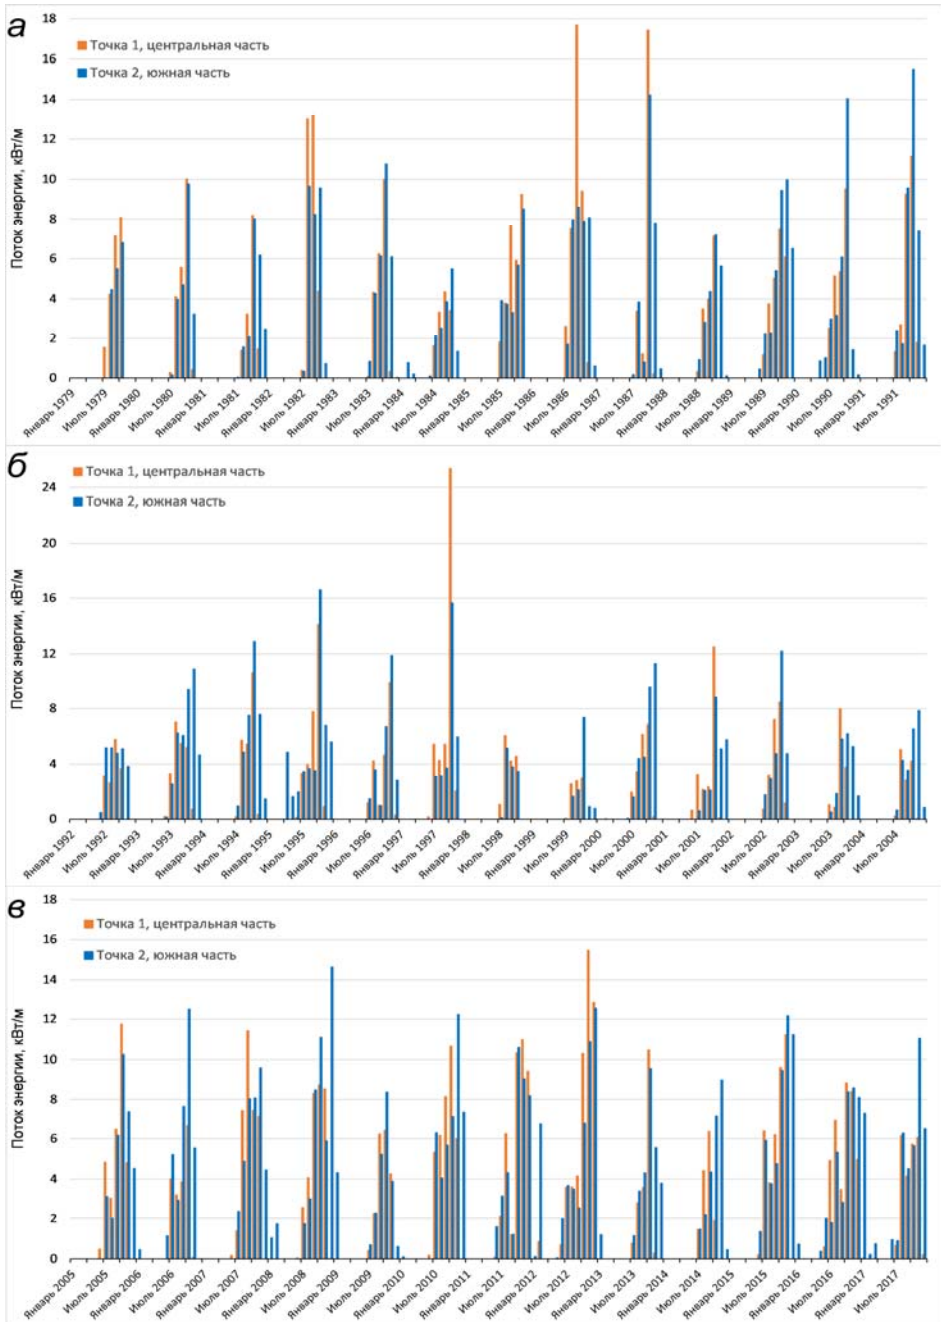 а
18
16
14
12
10
8
6
4
2
0
Поток энергии, кВт/м
Точка 1, центральная часть
Точка 2, южная часть
Январь 1979
Июль 1979
Январь 1980
Июль 1980
Январь 1981
Июль 1981
Январь 1982
Июль 1982
Январь 1983
Июль 1983
Январь 1984
Июль 1984
Январь 1985
Июль 1985
Январь 1986
Июль 1986
Январь 1987
Июль 1987
Январь 1988
Июль 1988
Январь 1989
Июль 1989
Январь 1990
Июль 1990
Январь 1991
Июль 1991
б
24
20
16
12
8
4
0
Поток энергии, кВт/м
Точка 1, центральная часть
Точка 2, южная часть
Январь 1992
Июль 1992
Январь 1993
Июль 1993
Январь 1994
Июль 1994
Январь 1995
Июль 1995
Январь 1996
Июль 1996
Январь 1997
Июль 1997
Январь 1998
Июль 1998
Январь 1999
Июль 1999
Январь 2000
Июль 2000
Январь 2001
Июль 2001
Январь 2002
Июль 2002
Январь 2003
Июль 2003
Январь 2004
Июль 2004
в
18
16
14
12
10
8
6
4
2
0
Поток энергии, кВт/м
Точка 1, центральная часть
Точка 2, южная часть
Январь 2005
Июль 2005
Январь 2006
Июль 2006
Январь 2007
Июль 2007
Январь 2008
Июль 2008
Январь 2009
Июль 2009
Январь 2010
Июль 2010
Январь 2011
Июль 2011
Январь 2012
Июль 2012
Январь 2013
Июль 2013
Январь 2014
Июль 2014
Январь 2015
Июль 2015
Январь 2016
Июль 2016
Январь 2017
Июль 2017